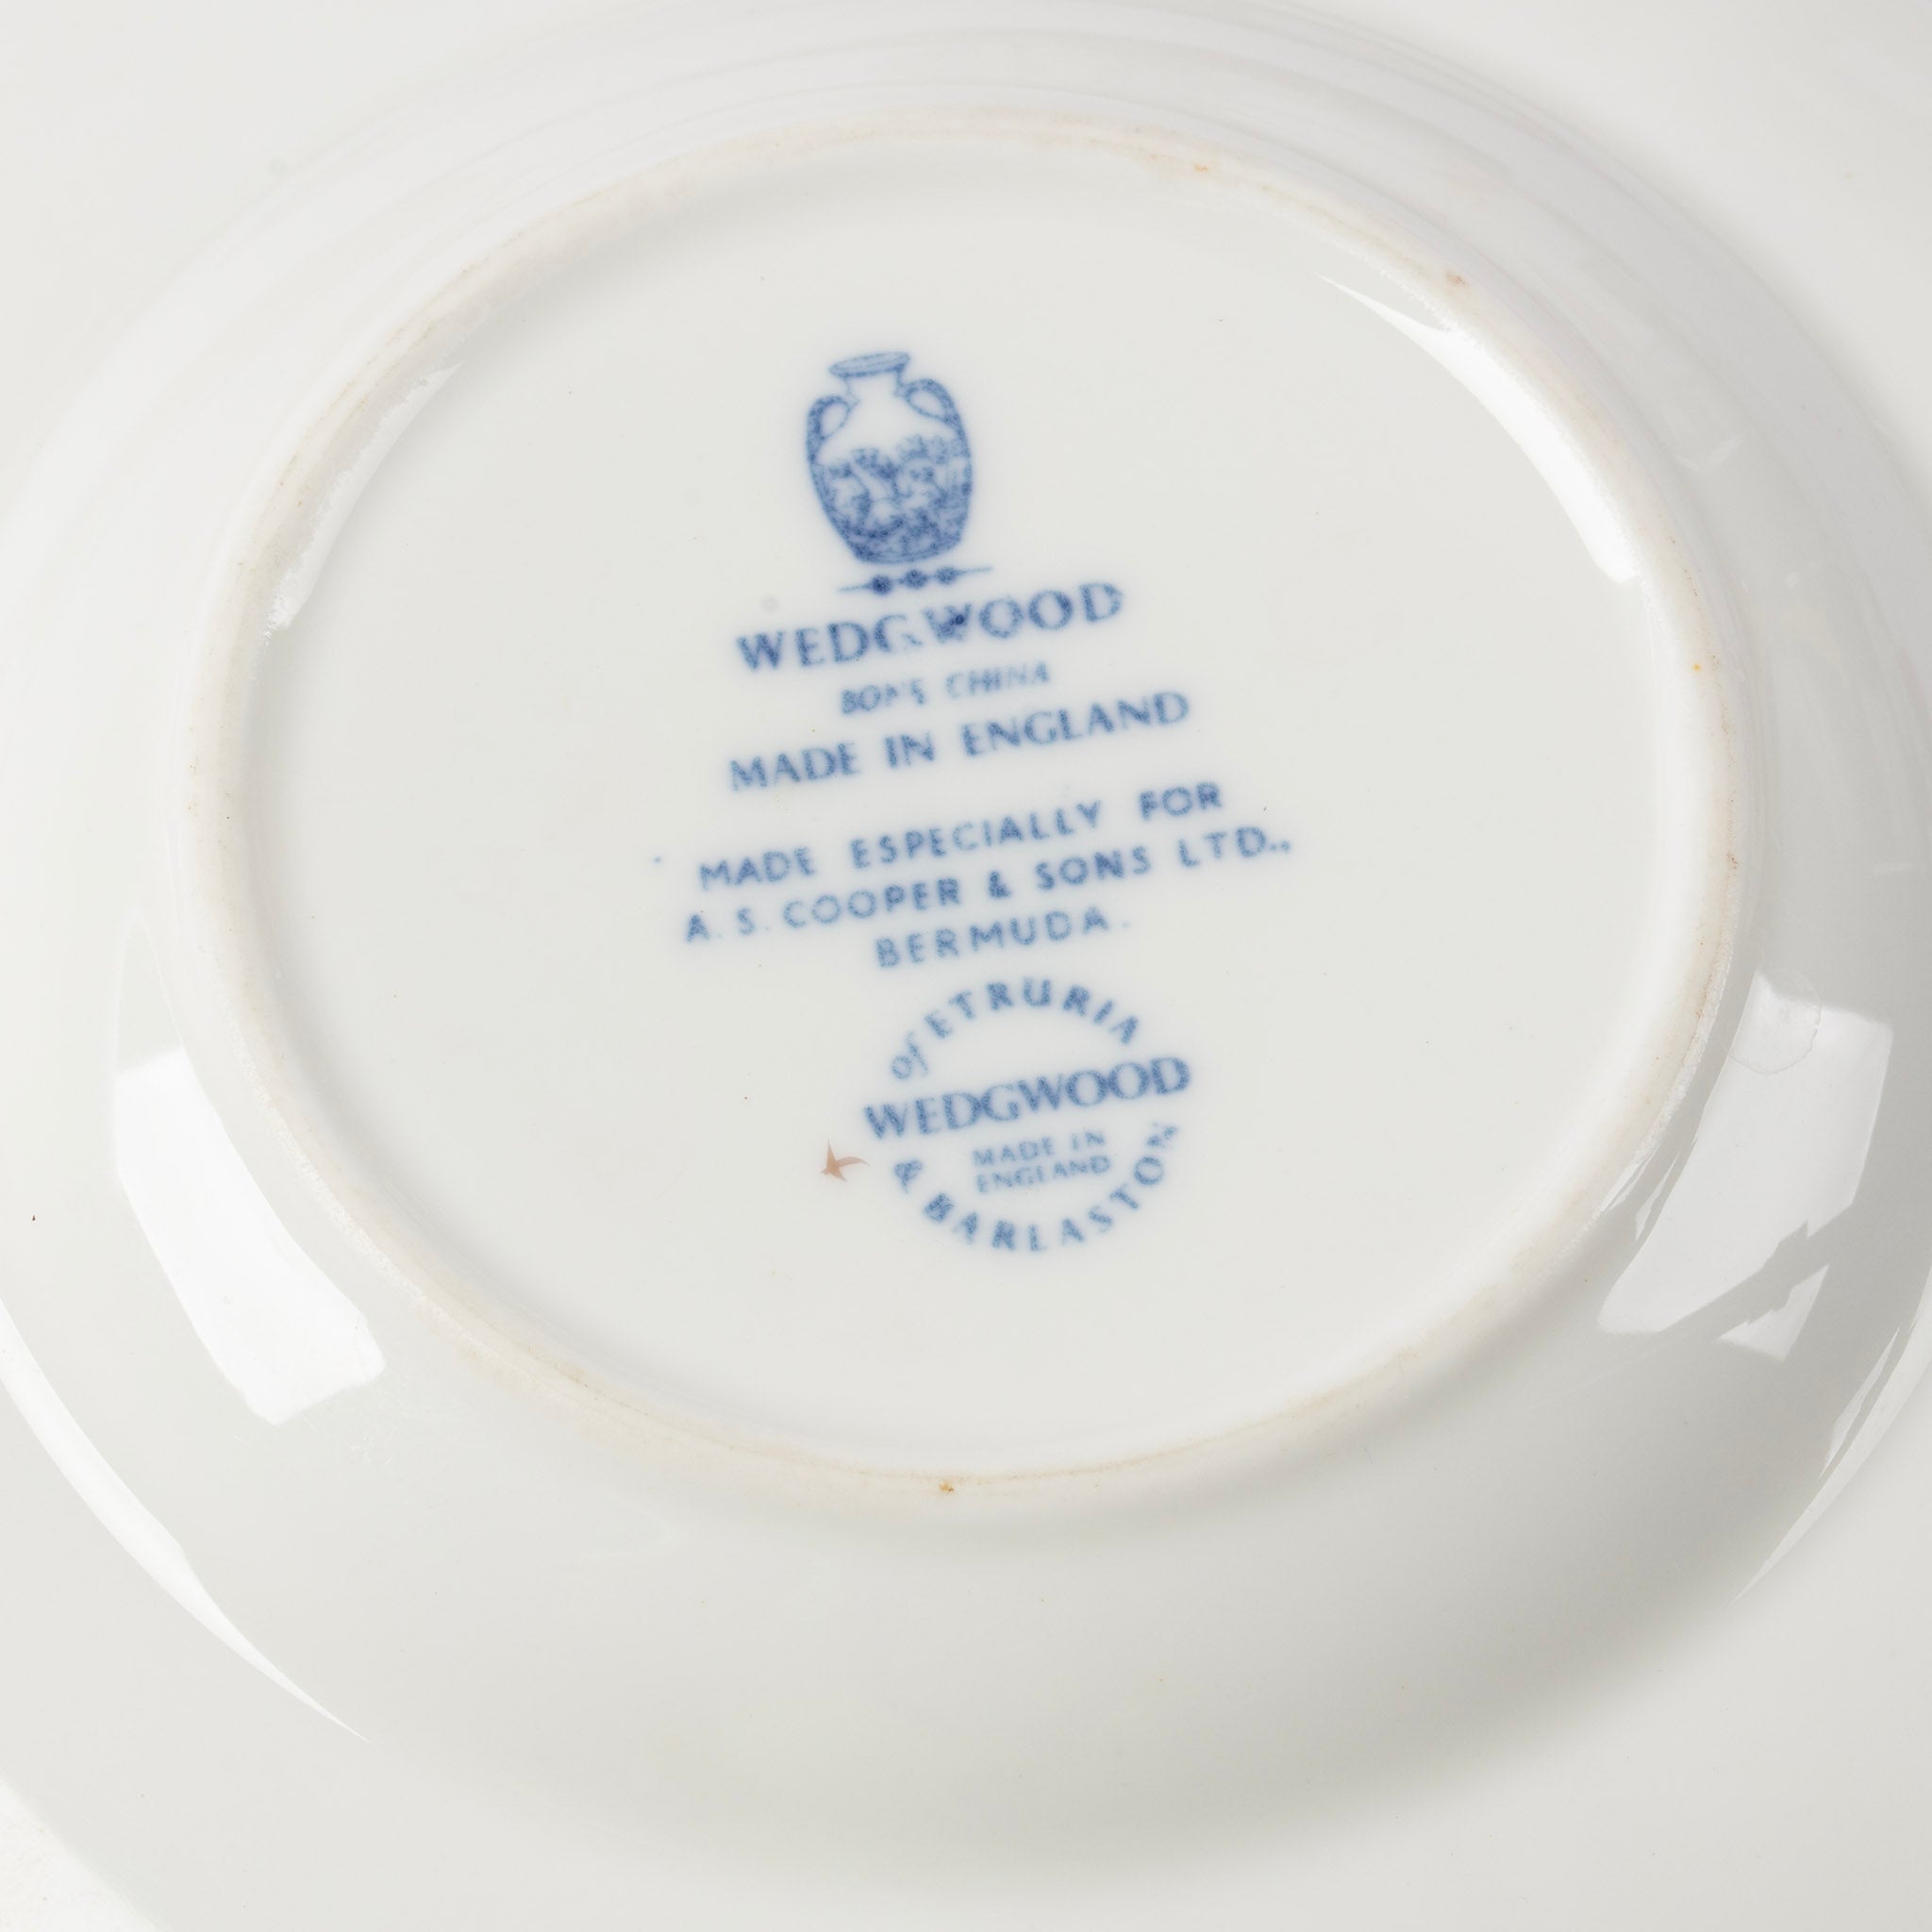 WEDGWOOD
BONE CHINA
MADE IN ENGLAND
MADE ESPECIALLY FOR
A. S. COOPER & SONS LTD.,
BERMUDA.
of ETRURIA
WEDGWOOD
MADE IN
ENGLAND
& BARLASTON